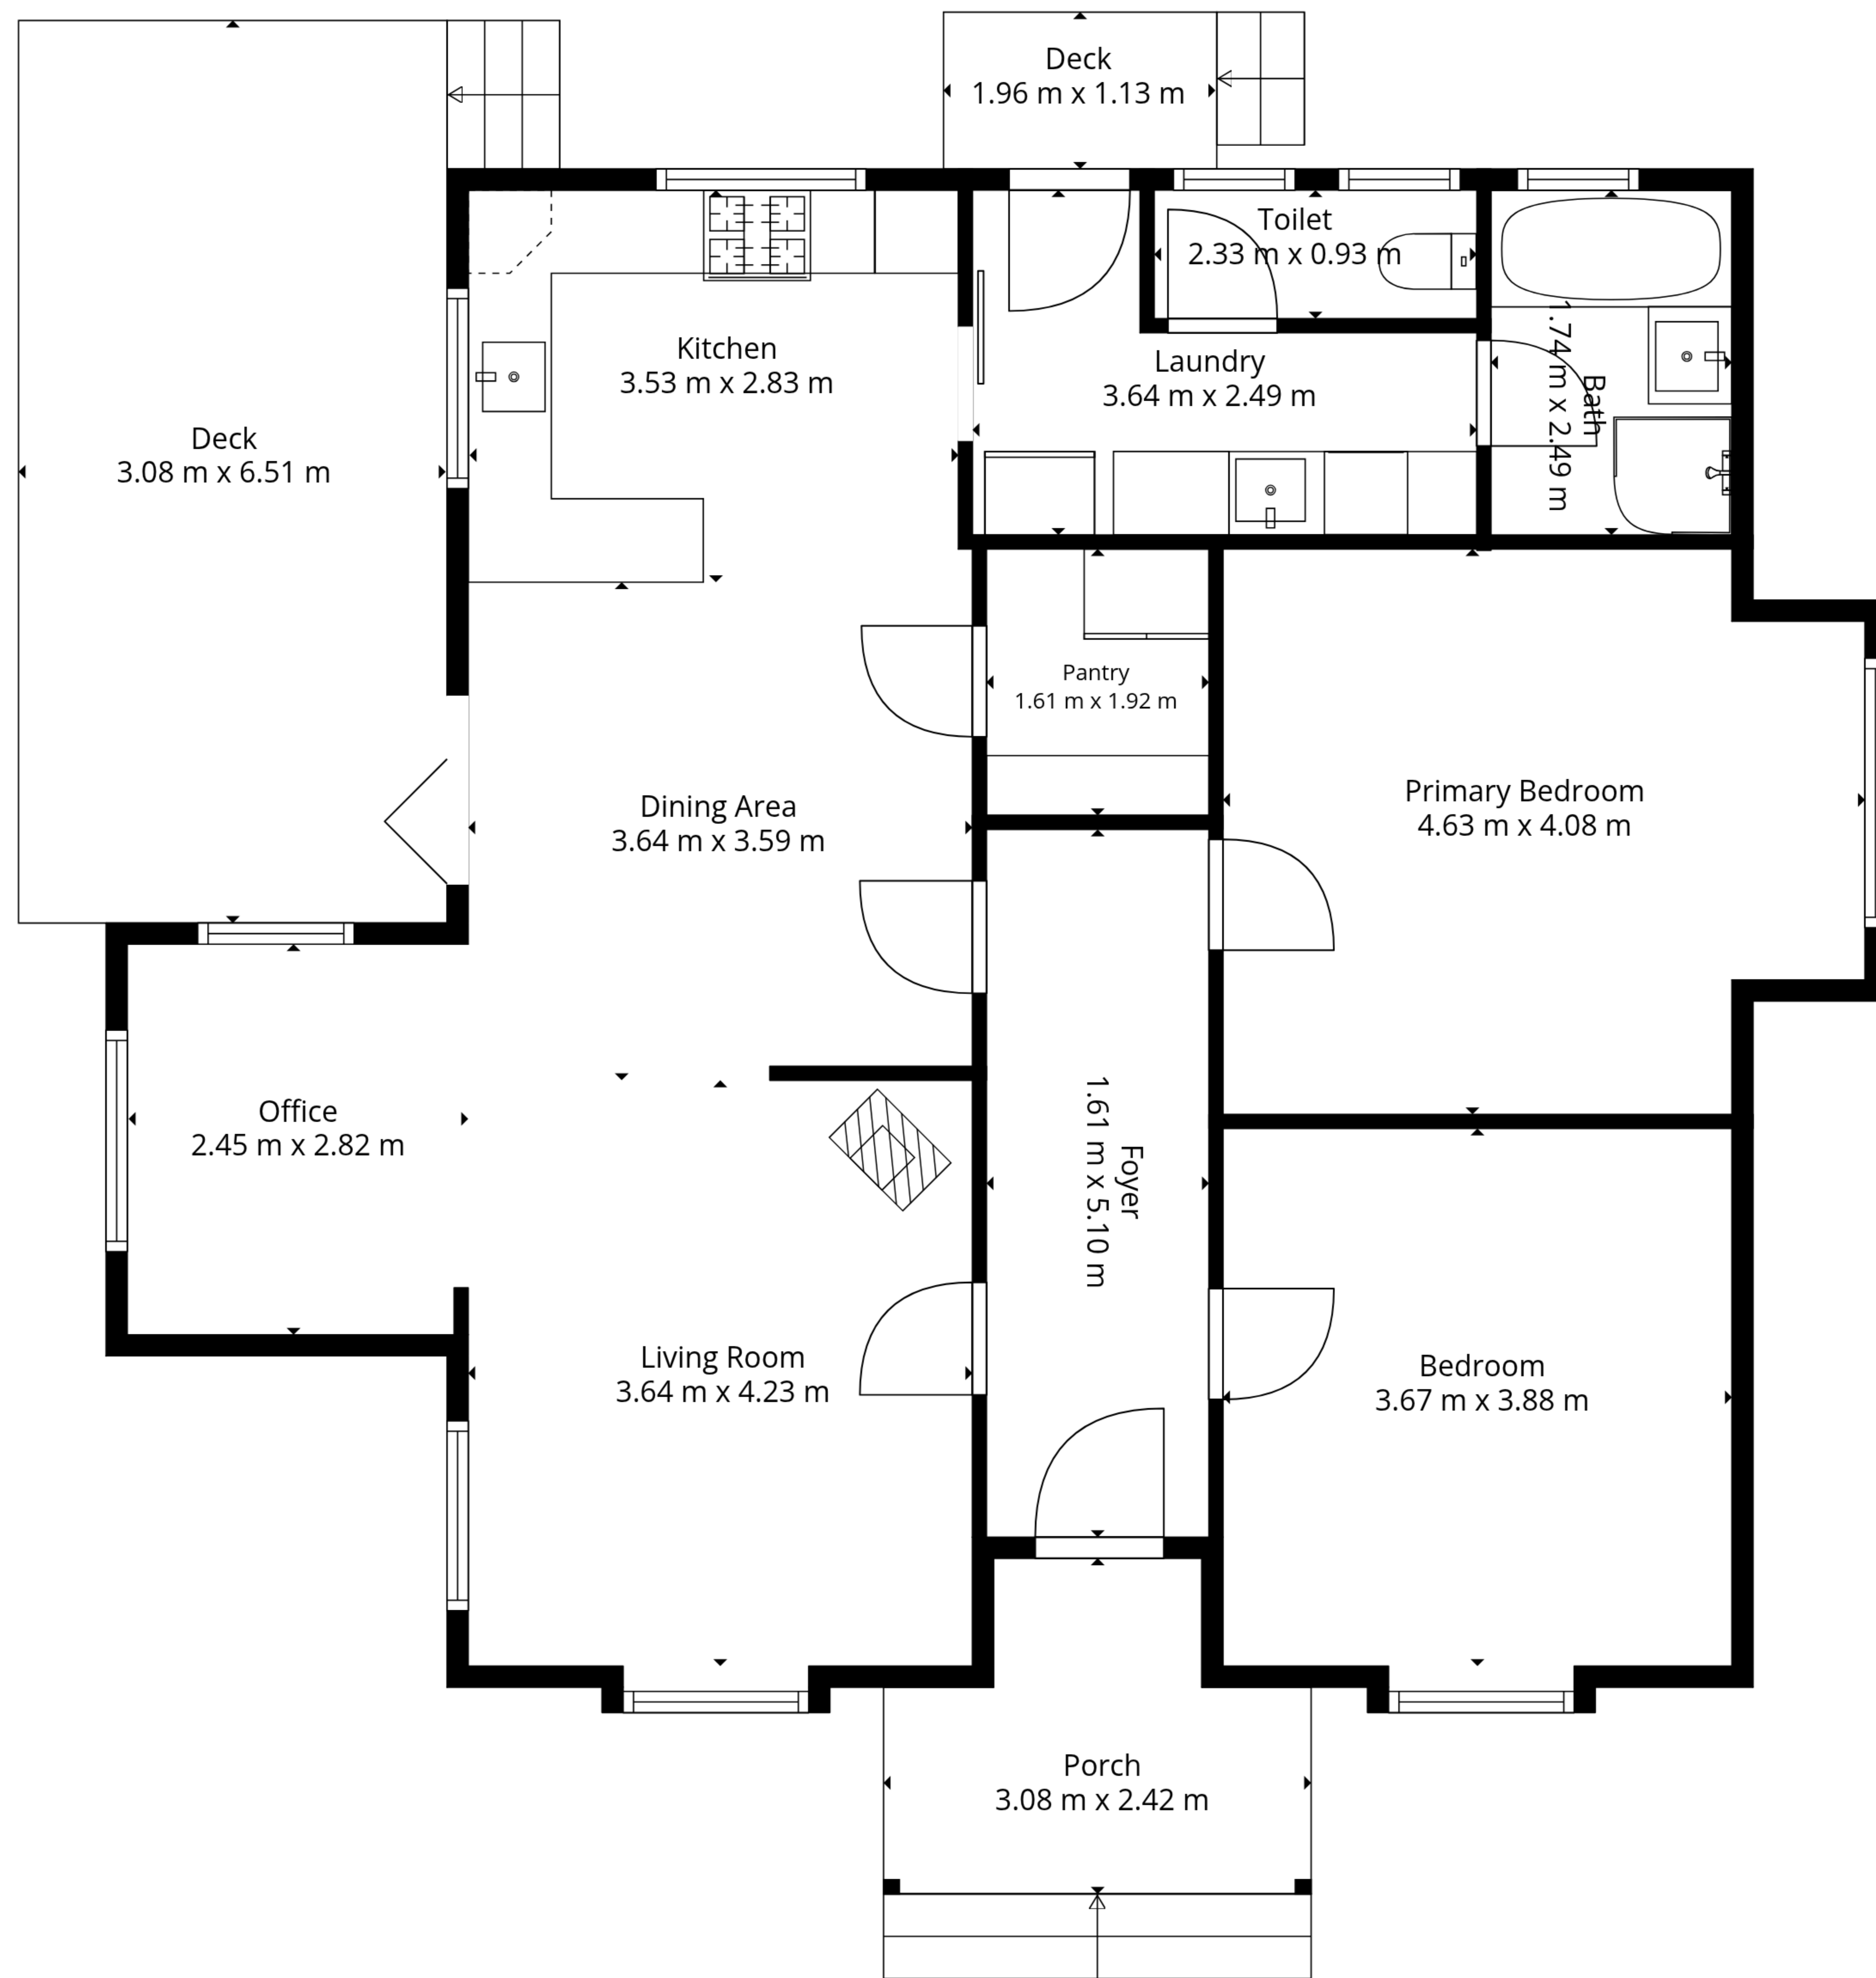 Deck
1.96 m x 1.13 m
Toilet
2.33 m x 0.93 m
Kitchen
3.53 m x 2.83 m
Laundry
3.64 m x 2.49 m
Bath
1.74 m x 2.49 m
Deck
3.08 m x 6.51 m
Pantry
1.61 m x 1.92 m
Dining Area
3.64 m x 3.59 m
Primary Bedroom
4.63 m x 4.08 m
Office
2.45 m x 2.82 m
Foyer
1.61 m x 5.10 m
Living Room
3.64 m x 4.23 m
Bedroom
3.67 m x 3.88 m
Porch
3.08 m x 2.42 m